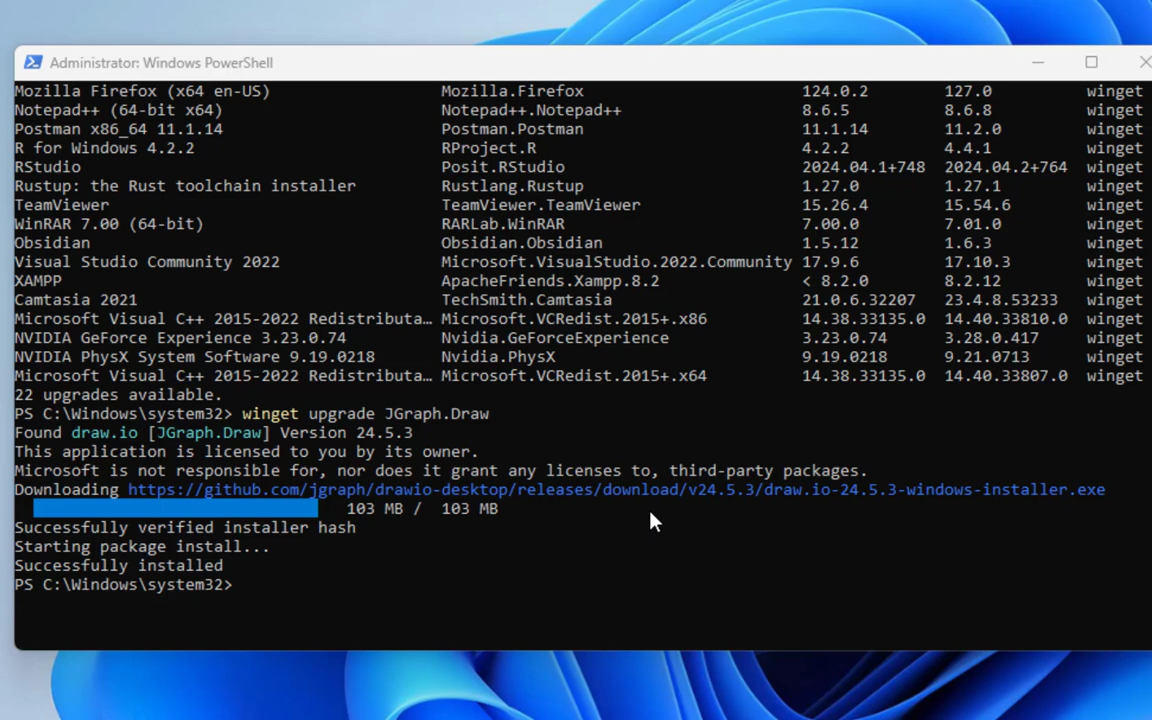 Administrator: Windows PowerShell
Mozilla Firefox (x64 en-US) Mozilla.Firefox 124.0.2 127.0 winget
Notepad++ (64-bit x64) Notepad++.Notepad++ 8.6.5 8.6.8 winget
Postman x86_64 11.1.14 Postman.Postman 11.1.14 11.2.0 winget
R for Windows 4.2.2 RProject.R 4.2.2 4.4.1 winget
RStudio Posit.RStudio 2024.04.1+748 2024.04.2+764 winget
Rustup: the Rust toolchain installer Rustlang.Rustup 1.27.0 1.27.1 winget
TeamViewer TeamViewer.TeamViewer 15.26.4 15.54.6 winget
WinRAR 7.00 (64-bit) RARLab.WinRAR 7.00.0 7.01.0 winget
Obsidian Obsidian.Obsidian 1.5.12 1.6.3 winget
Visual Studio Community 2022 Microsoft.VisualStudio.2022.Community 17.9.6 17.10.3 winget
XAMPP ApacheFriends.Xampp.8.2 < 8.2.0 8.2.12 winget
Camtasia 2021 TechSmith.Camtasia 21.0.6.32207 23.4.8.53233 winget
Microsoft Visual C++ 2015-2022 Redistributa… Microsoft.VCRedist.2015+.x86 14.38.33135.0 14.40.33810.0 winget
NVIDIA GeForce Experience 3.23.0.74 Nvidia.GeForceExperience 3.23.0.74 3.28.0.417 winget
NVIDIA PhysX System Software 9.19.0218 Nvidia.PhysX 9.19.0218 9.21.0713 winget
Microsoft Visual C++ 2015-2022 Redistributa… Microsoft.VCRedist.2015+.x64 14.38.33135.0 14.40.33807.0 winget
22 upgrades available.
PS C:\Windows\system32> winget upgrade JGraph.Draw
Found draw.io [JGraph.Draw] Version 24.5.3
This application is licensed to you by its owner.
Microsoft is not responsible for, nor does it grant any licenses to, third-party packages.
Downloading https://github.com/jgraph/drawio-desktop/releases/download/v24.5.3/draw.io-24.5.3-windows-installer.exe
103 MB / 103 MB
Successfully verified installer hash
Starting package install...
Successfully installed
PS C:\Windows\system32>